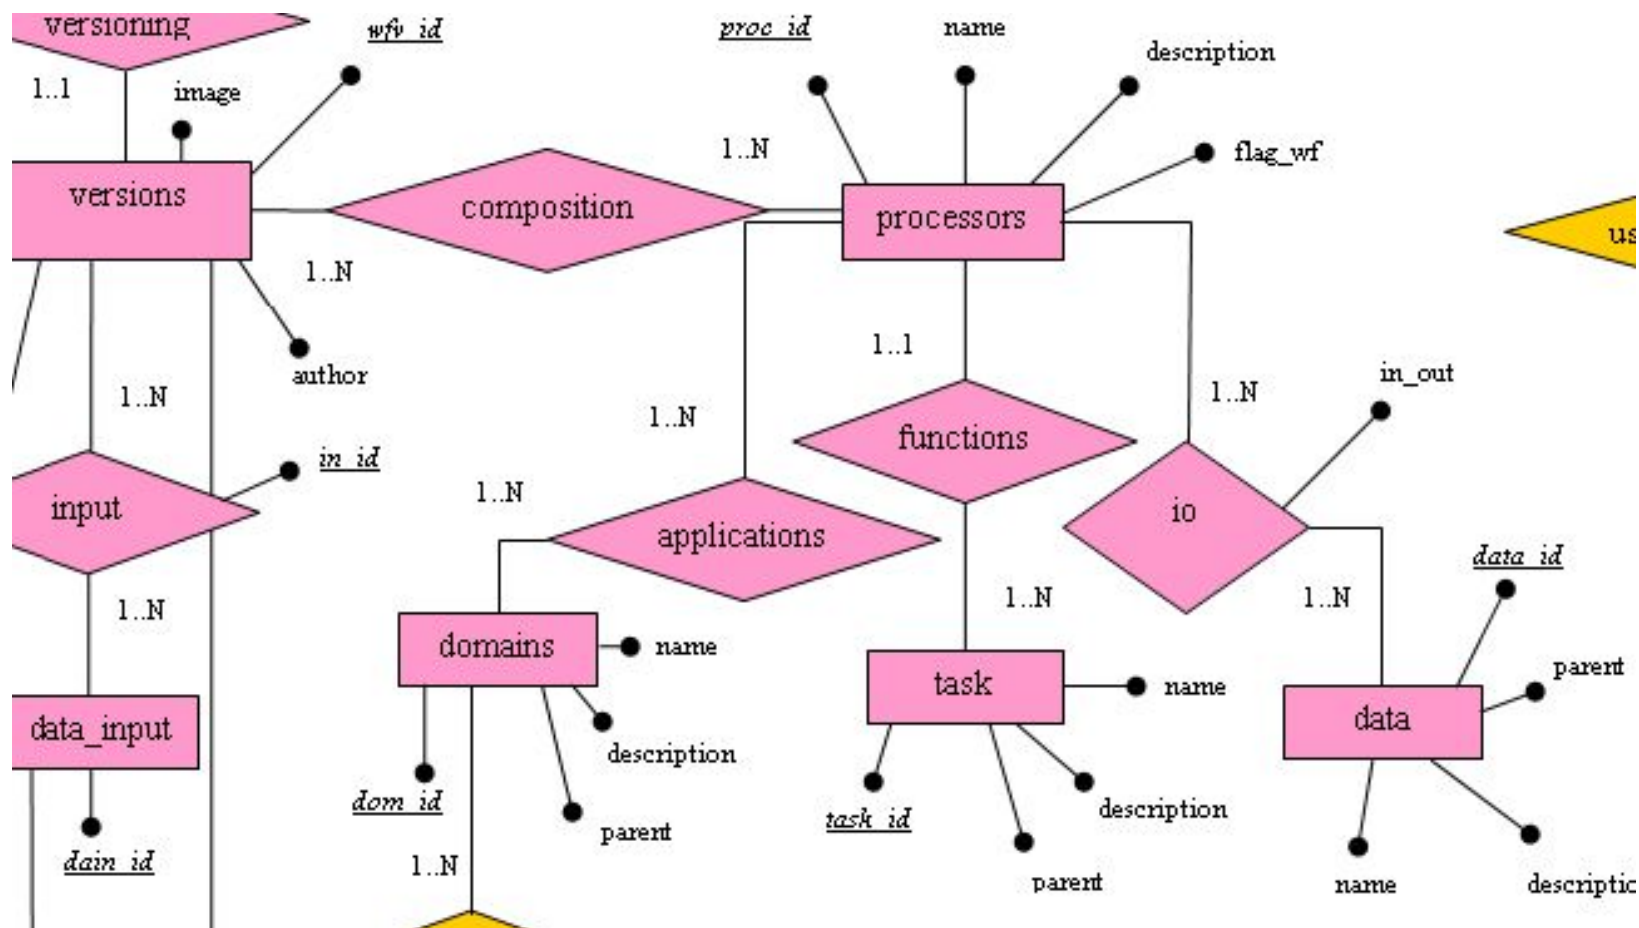 versioning
wfv_id
proc_id
name
description
1..1
image
1..N
flag_wf
versions
composition
processors
us
1..N
author
1..1
in_out
1..N
1..N
1..N
functions
in_id
1..N
input
io
applications
data_id
1..N
1..N
1..N
domains
name
parent
task
name
data
data_input
description
dom_id
description
task_id
parent
dain_id
1..N
parent
name
descriptio